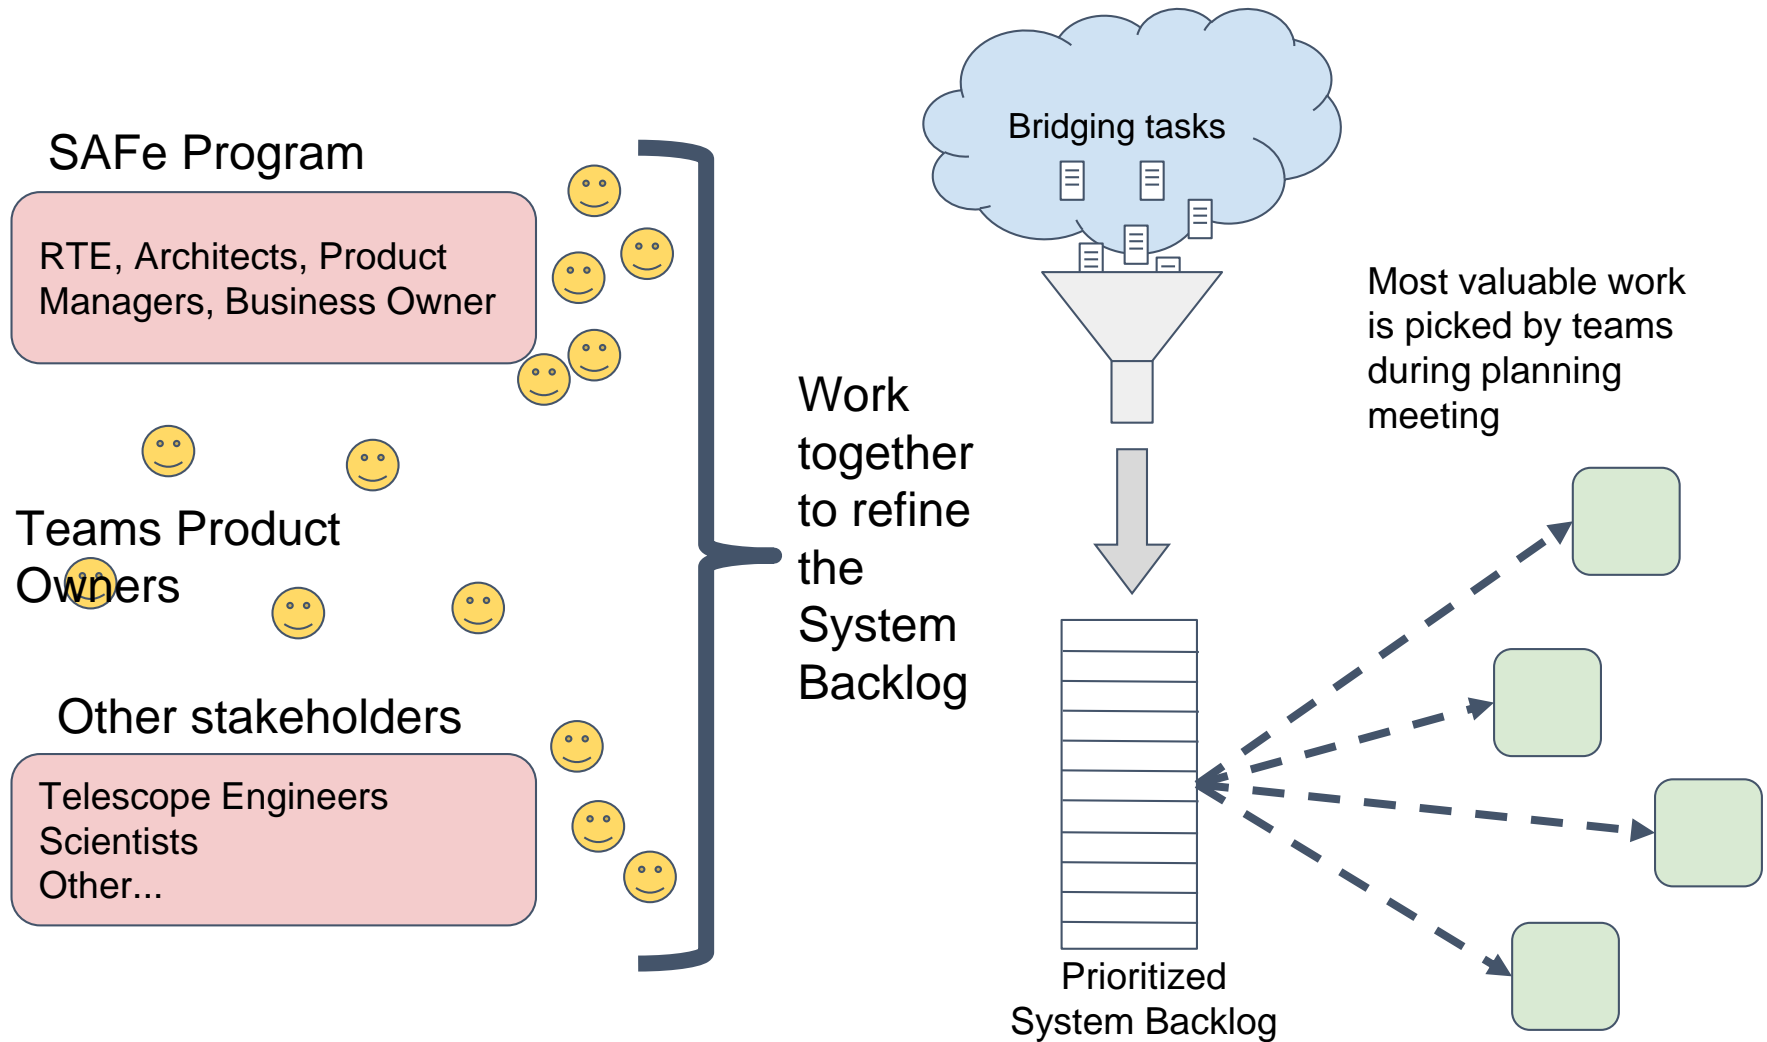 SAFe Program
RTE, Architects, Product
Managers, Business Owner
Teams Product
Owners
Other stakeholders
Telescope Engineers
Scientists
Other...
Work
together
to refine
the
System
Backlog
Bridging tasks
Prioritized
System Backlog
Most valuable work
is picked by teams
during planning
meeting